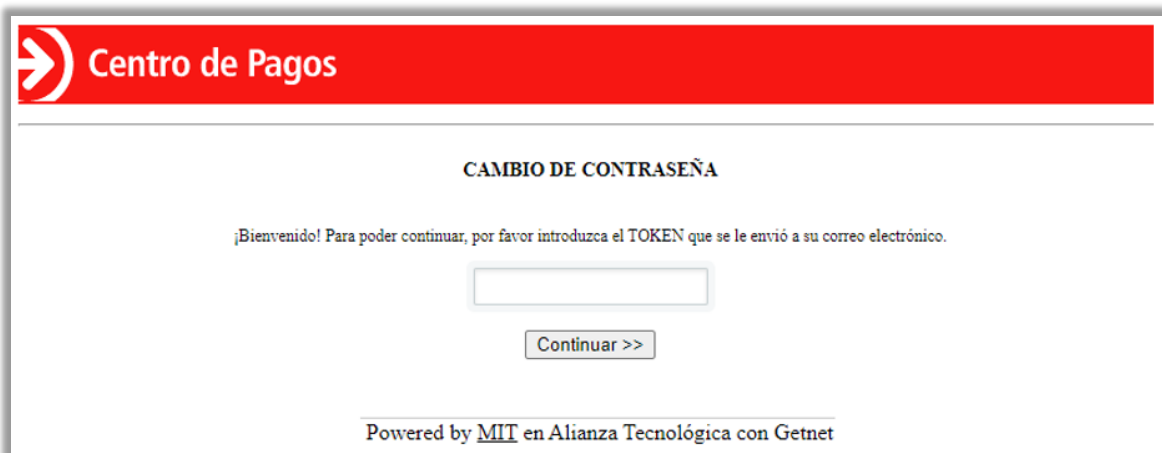 Centro de Pagos
CAMBIO DE CONTRASEÑA
¡Bienvenido! Para poder continuar, por favor introduzca el TOKEN que se le envió a su correo electrónico.
Continuar >>
Powered by MIT en Alianza Tecnológica con Getnet